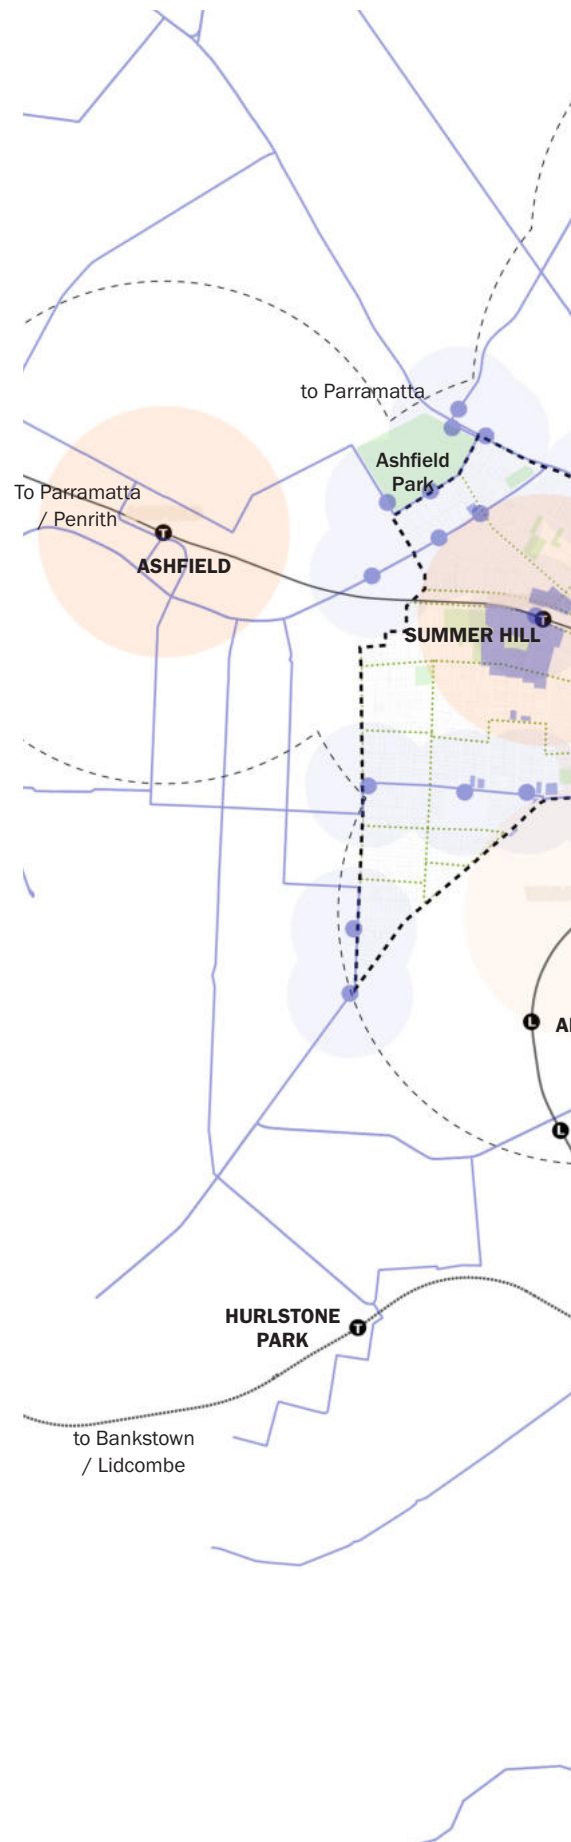 to Parramatta
Ashfield
Park
To Parramatta
/ Penrith
T
ASHFIELD
T
SUMMER HILL
L
L
HURLSTONE
PARK
T
to Bankstown
/ Lidcombe